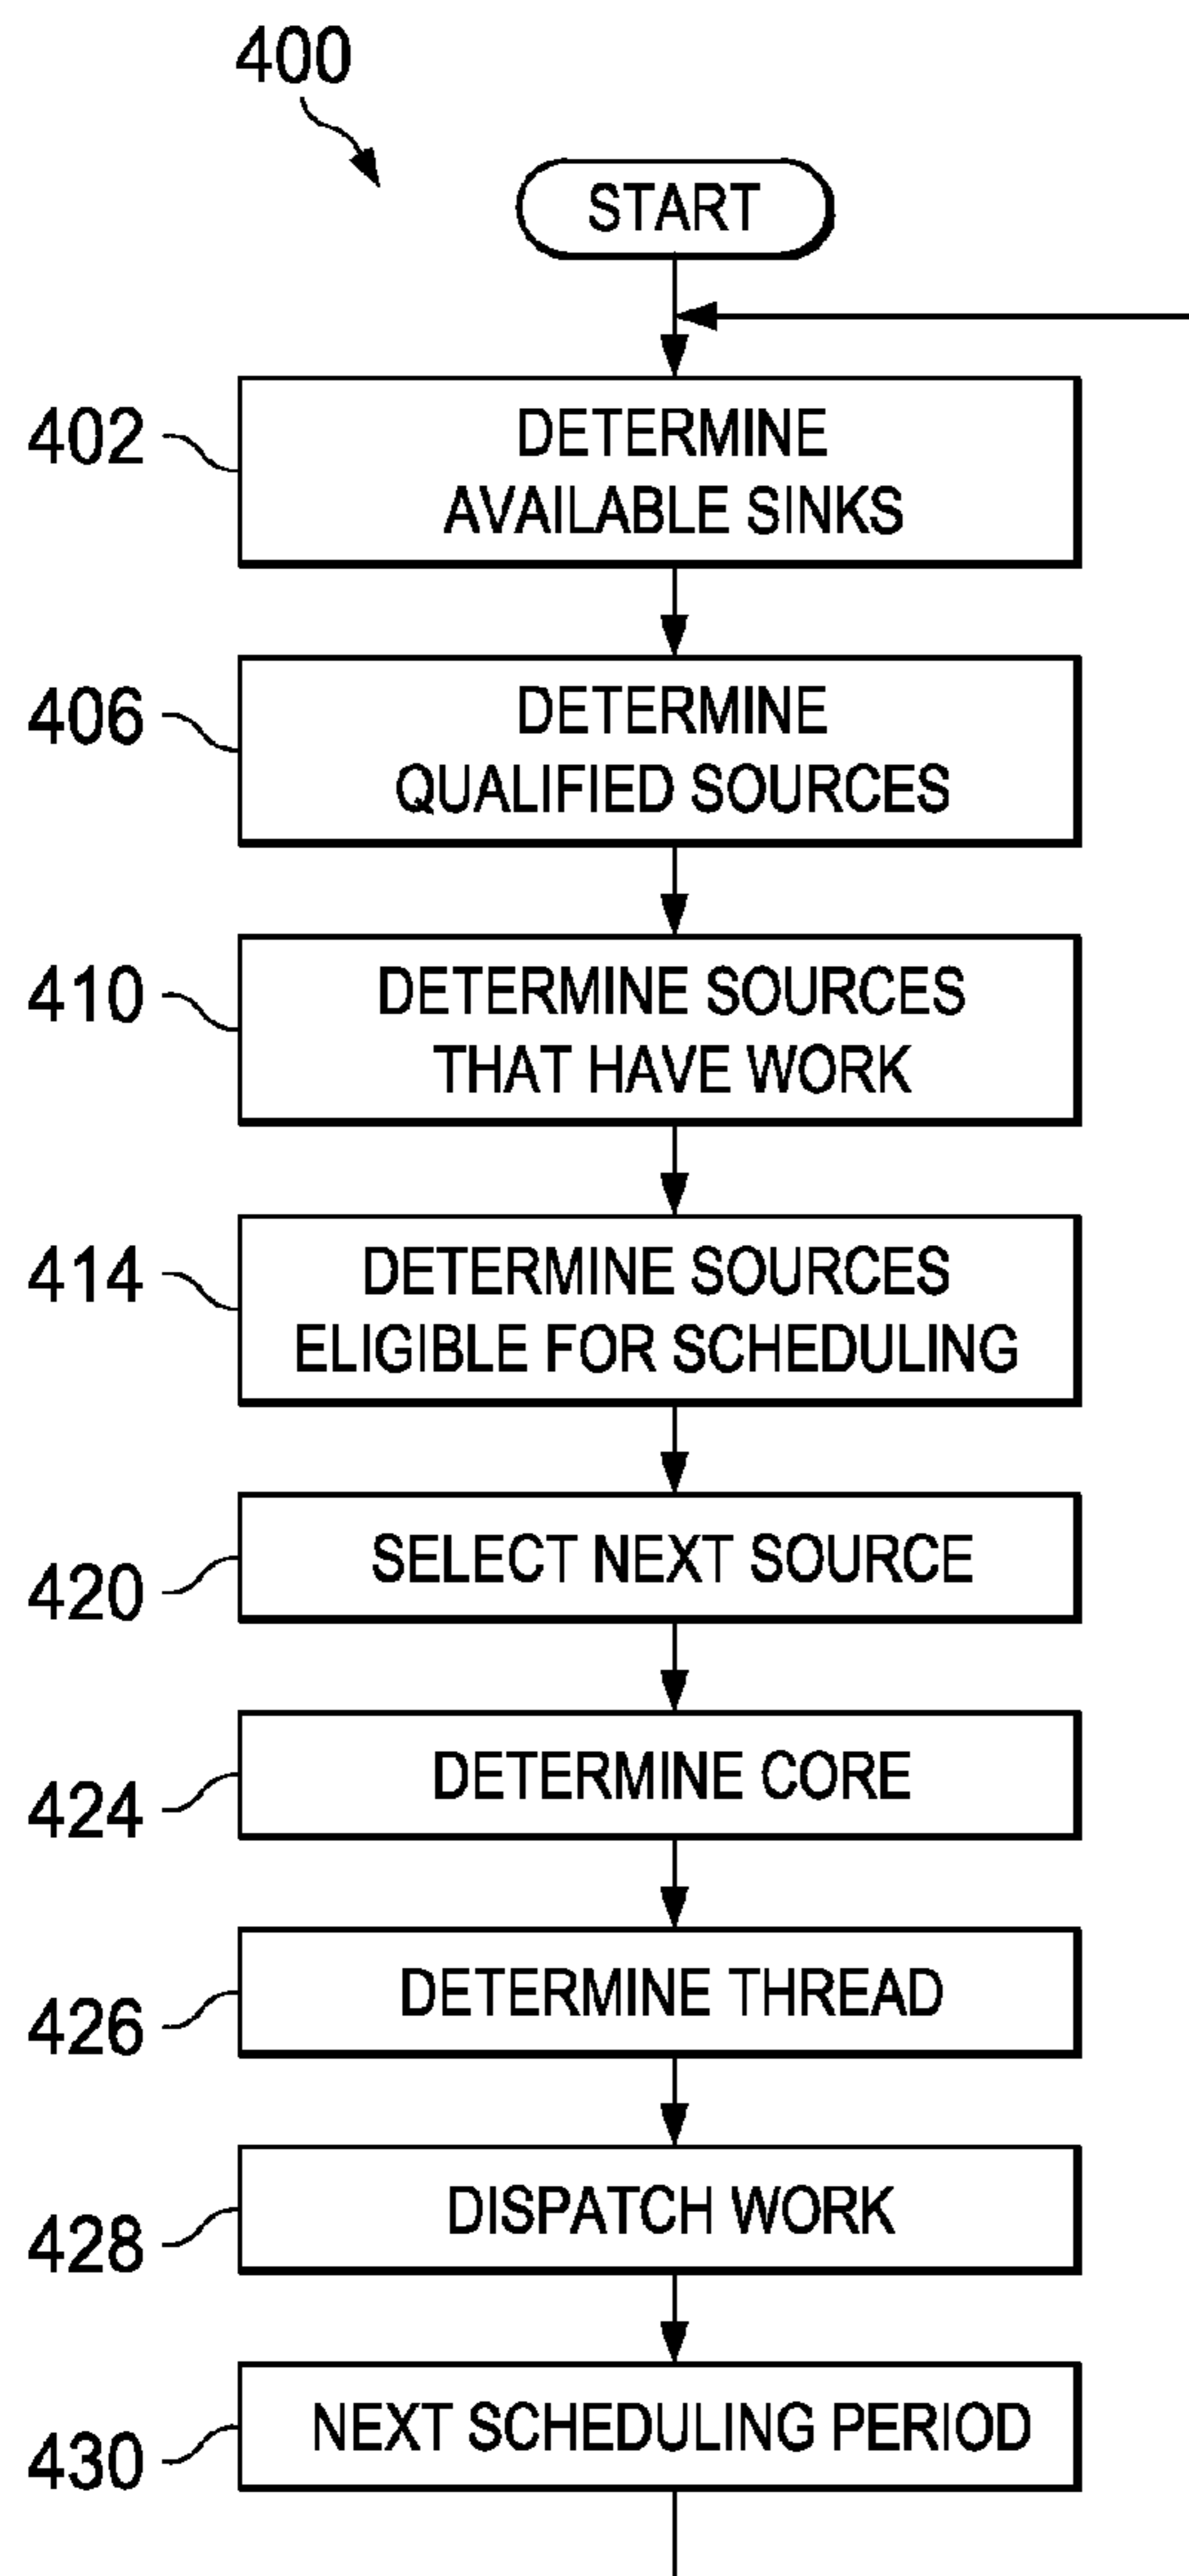 400
START
402
DETERMINE
AVAILABLE SINKS
406
DETERMINE
QUALIFIED SOURCES
410
DETERMINE SOURCES
THAT HAVE WORK
414
DETERMINE SOURCES
ELIGIBLE FOR SCHEDULING
420
SELECT NEXT SOURCE
424
DETERMINE CORE
426
DETERMINE THREAD
428
DISPATCH WORK
430
NEXT SCHEDULING PERIOD